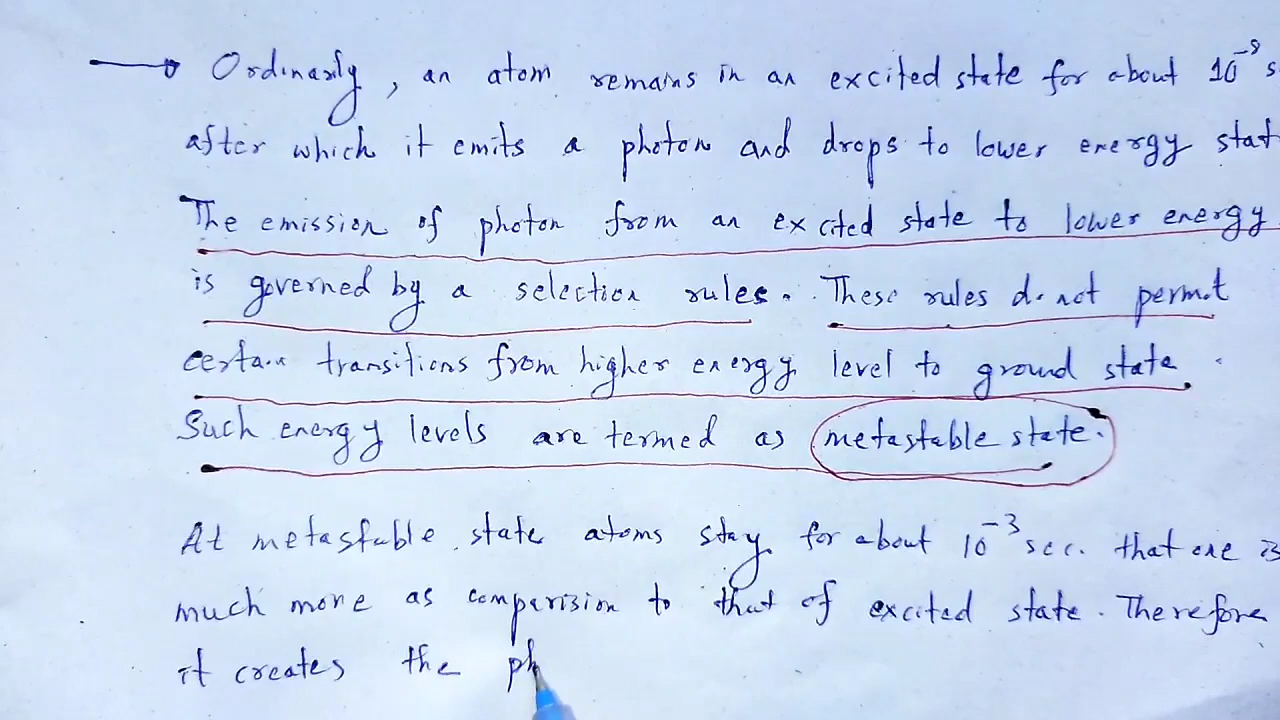 Ordinarily, an atom remains in an excited state for about 10⁻⁸ s
after which it emits a photon and drops to lower energy stat
The emission of photon from an excited state to lower energy
is governed by a selection rules. These rules do not permit
certain transitions from higher energy level to ground state.
Such energy levels are termed as metastable state.
At metastable state atoms stay for about 10⁻³ sec. that one is
much more as comparision to that of excited state. Therefore
it creates the ph